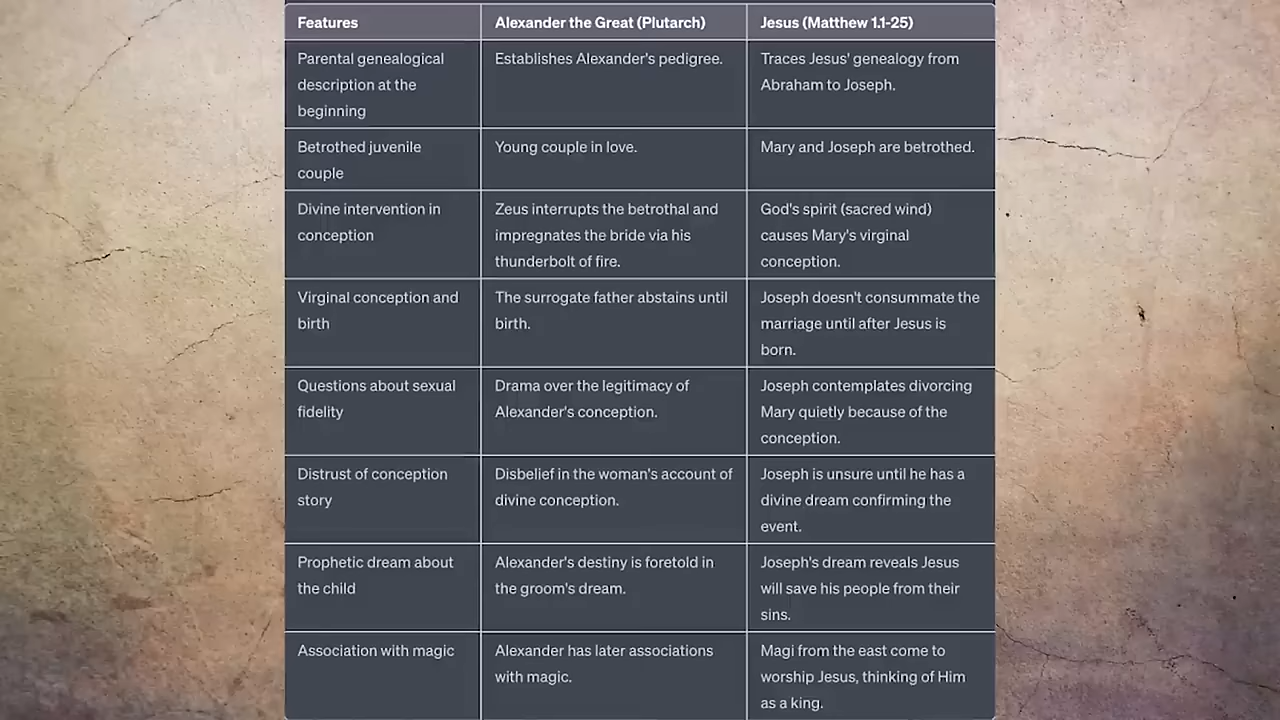 Features Alexander the Great (Plutarch) Jesus (Matthew 1.1-25)
Parental genealogical
description at the
beginning
Establishes Alexander's pedigree.
Traces Jesus' genealogy from
Abraham to Joseph.
Betrothed juvenile
couple
Young couple in love.
Mary and Joseph are betrothed.
Divine intervention in
conception
Zeus interrupts the betrothal and
impregnates the bride via his
thunderbolt of fire.
God's spirit (sacred wind)
causes Mary's virginal
conception.
Virginal conception and
birth
The surrogate father abstains until
birth.
Joseph doesn't consummate the
marriage until after Jesus is
born.
Questions about sexual
fidelity
Drama over the legitimacy of
Alexander's conception.
Joseph contemplates divorcing
Mary quietly because of the
conception.
Distrust of conception
story
Disbelief in the woman's account of
divine conception.
Joseph is unsure until he has a
divine dream confirming the
event.
Prophetic dream about
the child
Alexander's destiny is foretold in
the groom's dream.
Joseph's dream reveals Jesus
will save his people from their
sins.
Association with magic
Alexander has later associations
with magic.
Magi from the east come to
worship Jesus, thinking of Him
as a king.